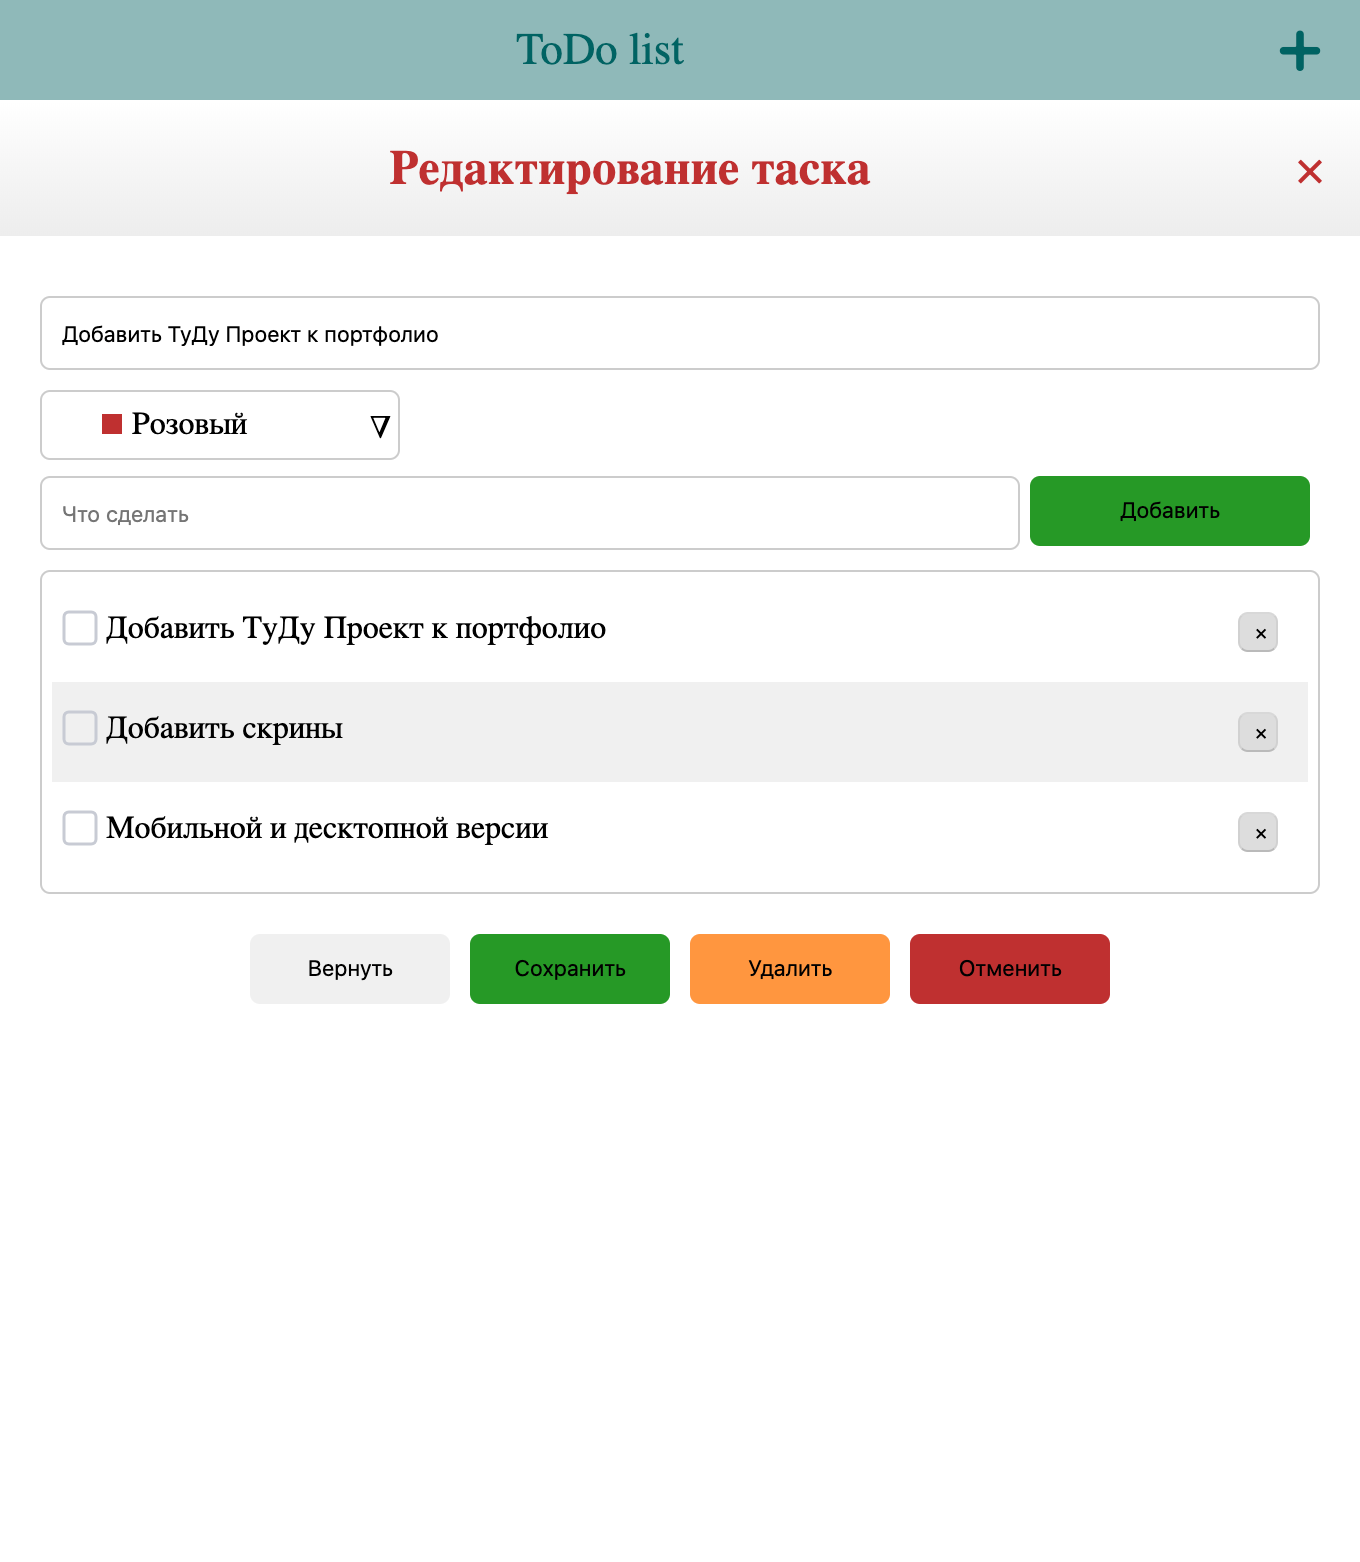 ToDo list
Редактирование таска
Добавить ТуДу Проект к портфолио
Розовый
Что сделать
Добавить
Добавить ТуДу Проект к портфолио
Добавить скрины
Мобильной и десктопной версии
Вернуть
Сохранить
Удалить
Отменить